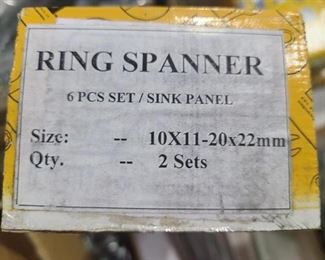 RING SPANNER
6 PCS SET / SINK PANEL
Size: -- 10X11-20x22mm
Qty. -- 2 Sets